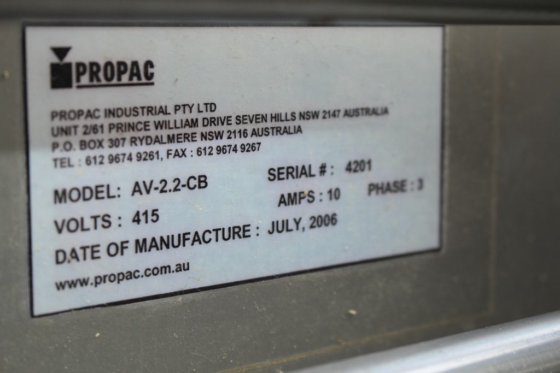 PROPAC
PROPAC INDUSTRIAL PTY LTD
UNIT 2/61 PRINCE WILLIAM DRIVE SEVEN HILLS NSW 2147 AUSTRALIA
P.O. BOX 307 RYDALMERE NSW 2116 AUSTRALIA
TEL : 612 9674 9261, FAX : 612 9674 9267
MODEL: AV-2.2-CB SERIAL # : 4201
VOLTS : 415 AMPS : 10 PHASE : 3
DATE OF MANUFACTURE : JULY, 2006
www.propac.com.au